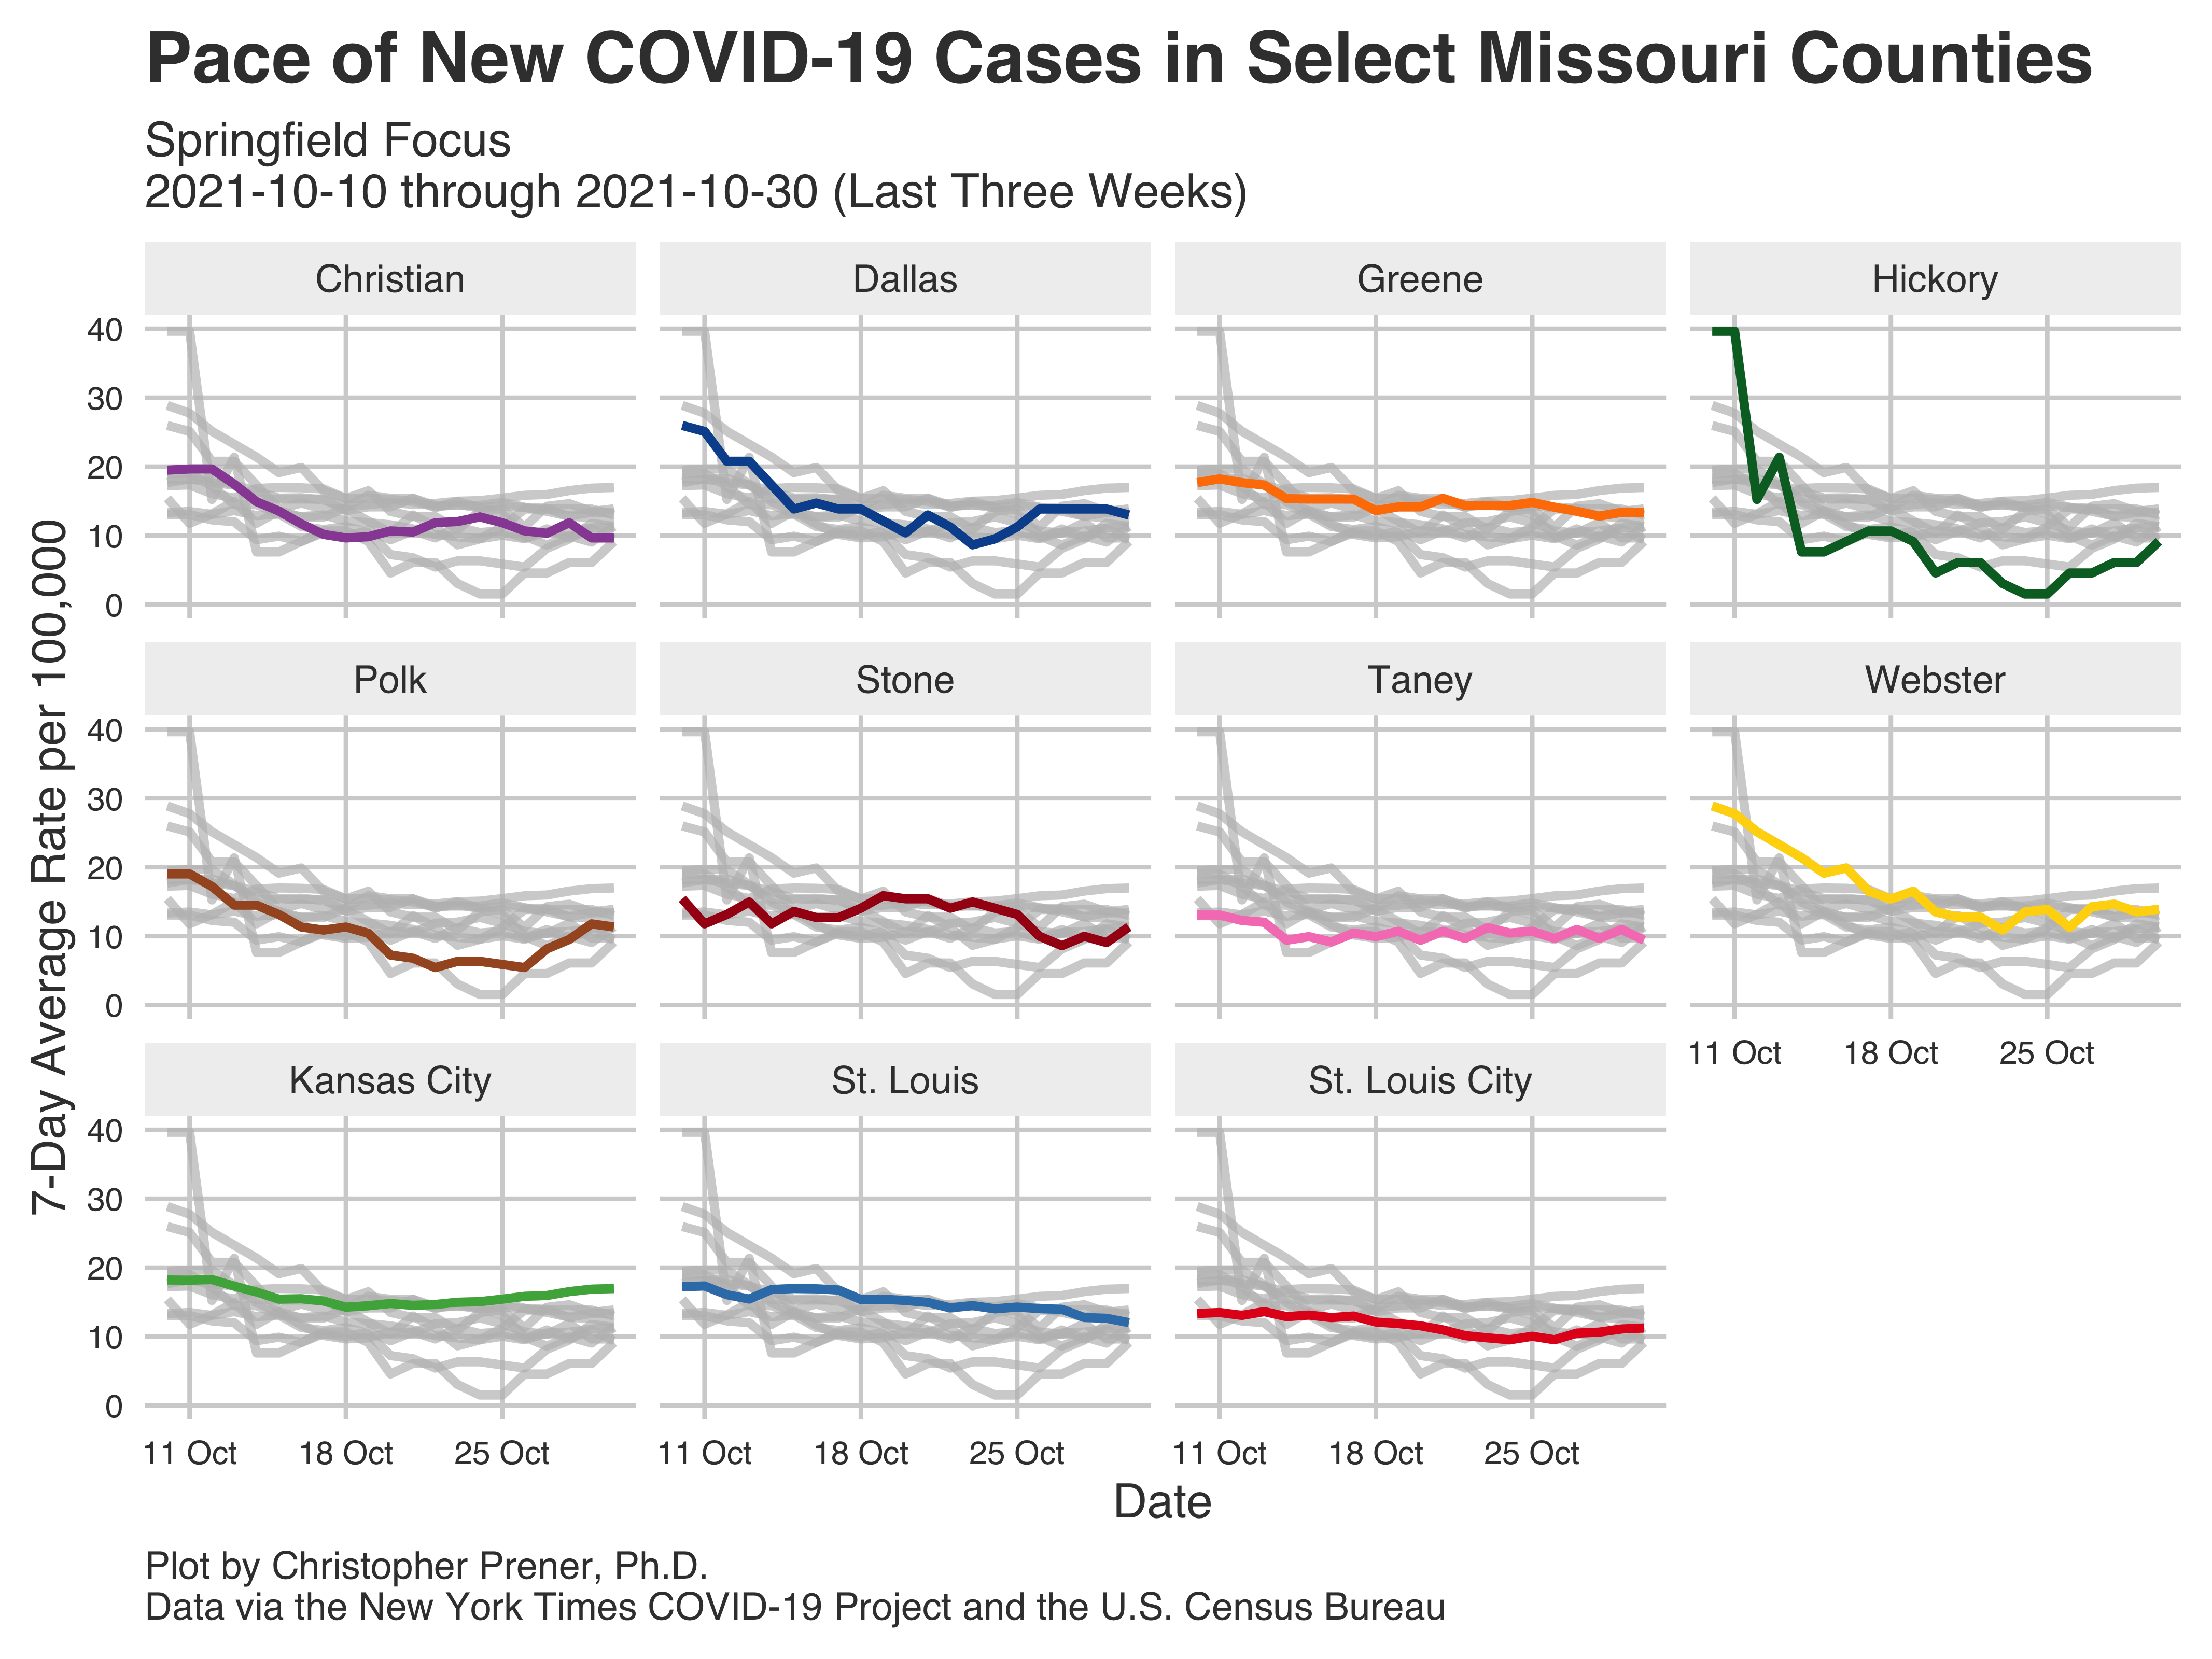 Pace of New COVID-19 Cases in Select Missouri Counties
Springfield Focus
2021-10-10 through 2021-10-30 (Last Three Weeks)
7-Day Average Rate per 100,000
Christian
Dallas
Greene
Hickory
40
30
20
10
0
Polk
Stone
Taney
Webster
40
30
20
10
0
11 Oct 18 Oct 25 Oct
Kansas City
St. Louis
St. Louis City
40
30
20
10
0
11 Oct 18 Oct 25 Oct
11 Oct 18 Oct 25 Oct
11 Oct 18 Oct 25 Oct
Date
Plot by Christopher Prener, Ph.D.
Data via the New York Times COVID-19 Project and the U.S. Census Bureau